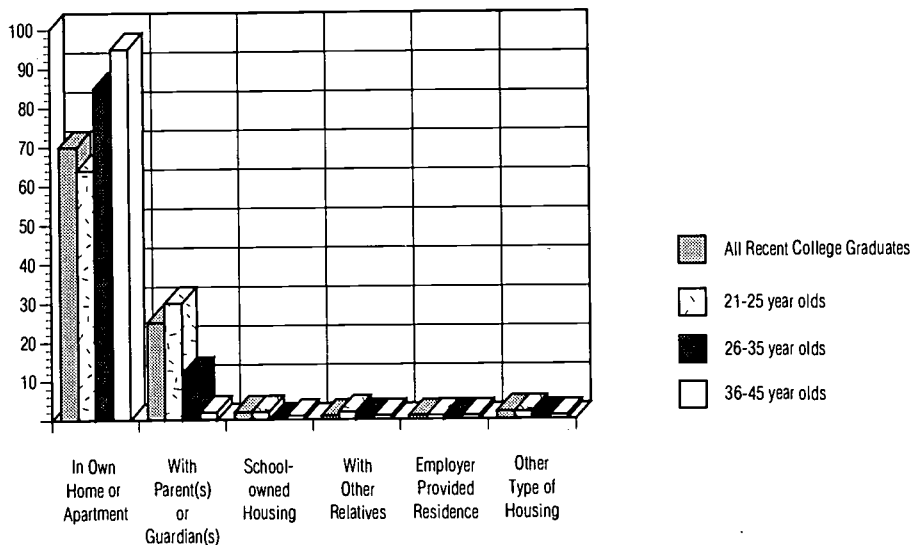 100
90
80
70
60
50
40
30
20
10
In Own
Home or
Apartment
With
Parent(s)
or
Guardian(s)
School-
owned
Housing
With
Other
Relatives
Employer
Provided
Residence
Other
Type of
Housing
All Recent College Graduates
21-25 year olds
26-35 year olds
36-45 year olds